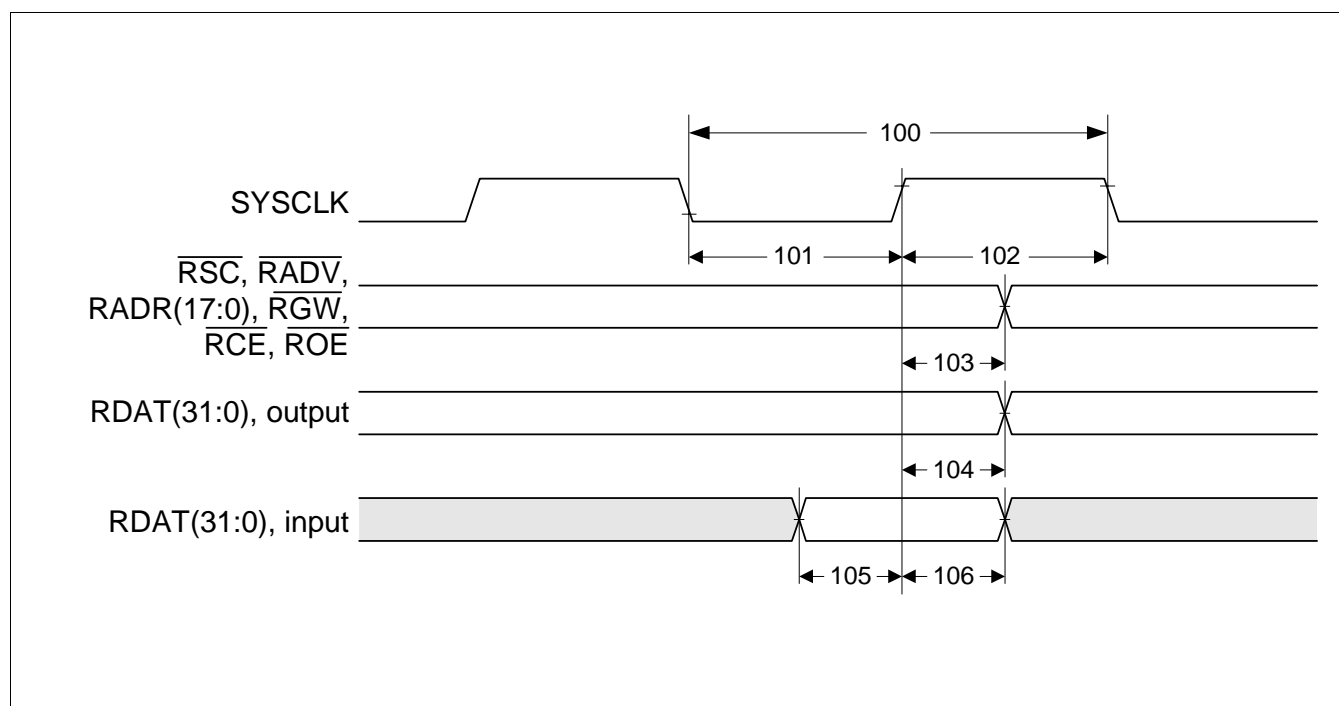 100
SYSCLK
101 102
RSC, RADV,
RADR(17:0), RGW,
RCE, ROE
103
RDAT(31:0), output
104
RDAT(31:0), input
105 106